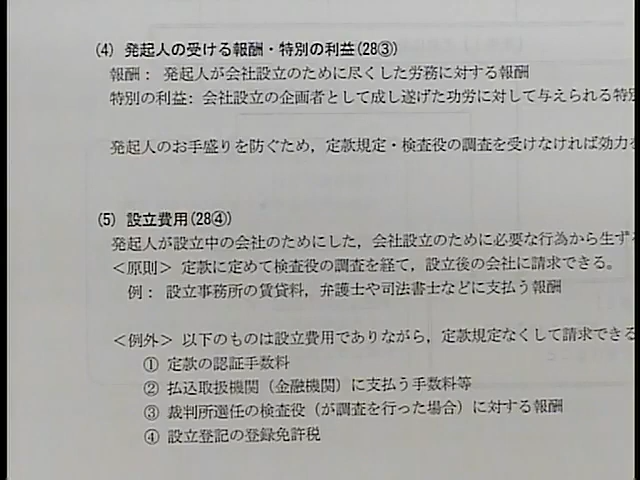 (4) 発起人の受ける報酬・特別の利益(28③)
報酬： 発起人が会社設立のために尽くした労務に対する報酬
特別の利益：会社設立の企画者として成し遂げた功労に対して与えられる特別
発起人のお手盛りを防ぐため，定款規定・検査役の調査を受けなければ効力を
(5) 設立費用(28④)
発起人が設立中の会社のためにした，会社設立のために必要な行為から生ず
＜原則＞ 定款に定めて検査役の調査を経て，設立後の会社に請求できる。
例： 設立事務所の賃貸料，弁護士や司法書士などに支払う報酬
＜例外＞ 以下のものは設立費用でありながら，定款規定なくして請求できる
① 定款の認証手数料
② 払込取扱機関（金融機関）に支払う手数料等
③ 裁判所選任の検査役（が調査を行った場合）に対する報酬
④ 設立登記の登録免許税